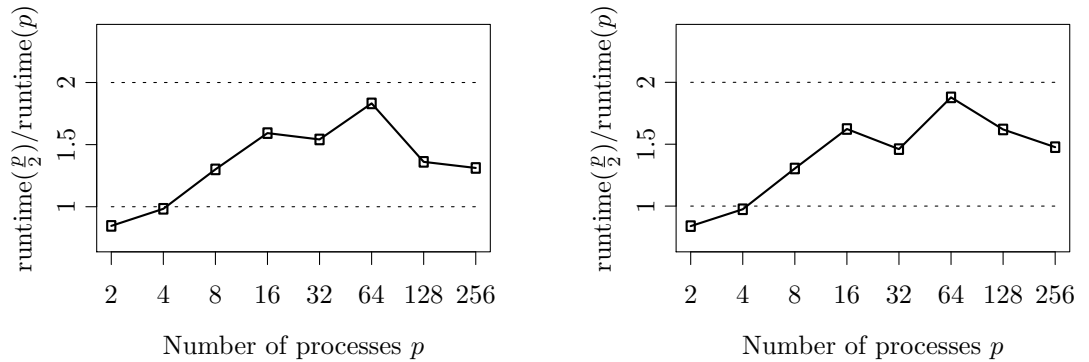 runtime(p/2)/runtime(p)
2
1.5
1
2 4 8 16 32 64 128 256
Number of processes p
runtime(p/2)/runtime(p)
2
1.5
1
2 4 8 16 32 64 128 256
Number of processes p